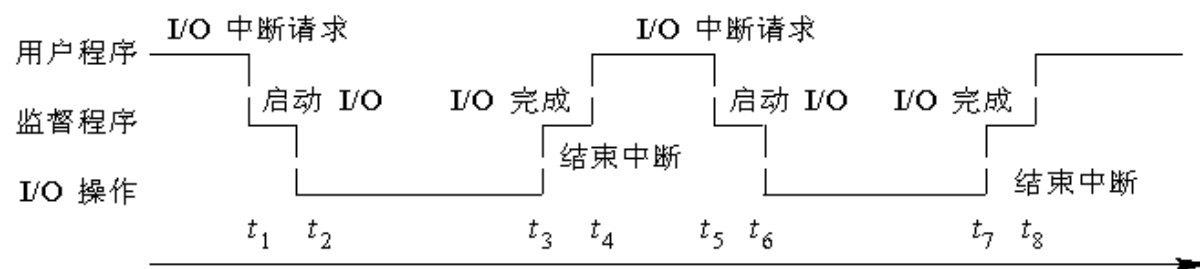 I/O 中断请求 I/O 中断请求
用户程序
启动 I/O I/O 完成 启动 I/O I/O 完成
监督程序
结束中断
结束中断
I/O 操作
t1 t2 t3 t4 t5 t6 t7 t8